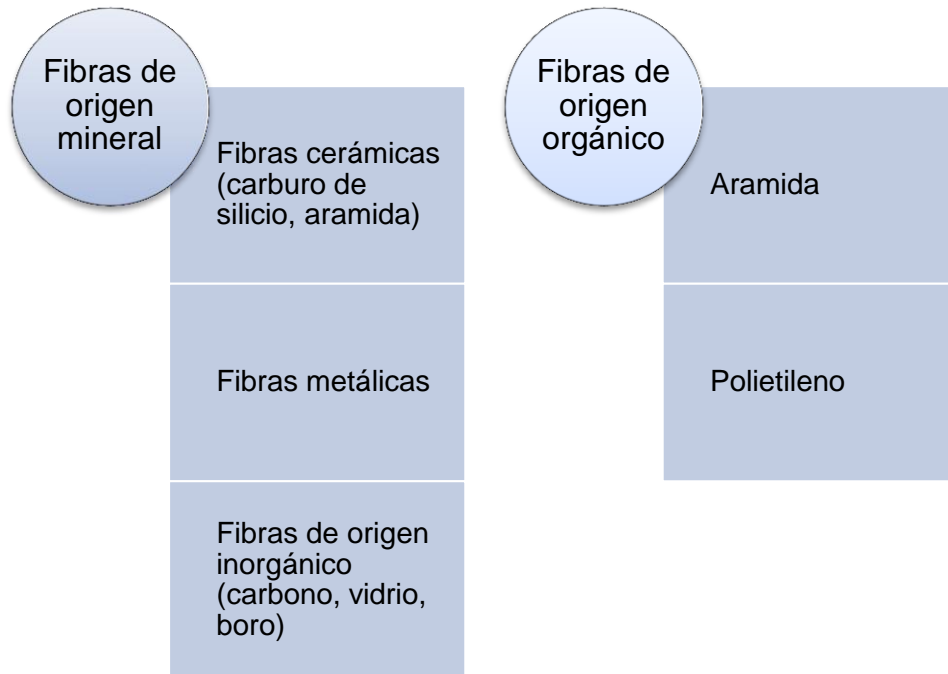 Fibras de
origen
mineral
Fibras cerámicas
(carburo de
silicio, aramida)
Fibras metálicas
Fibras de origen
inorgánico
(carbono, vidrio,
boro)
Fibras de
origen
orgánico
Aramida
Polietileno